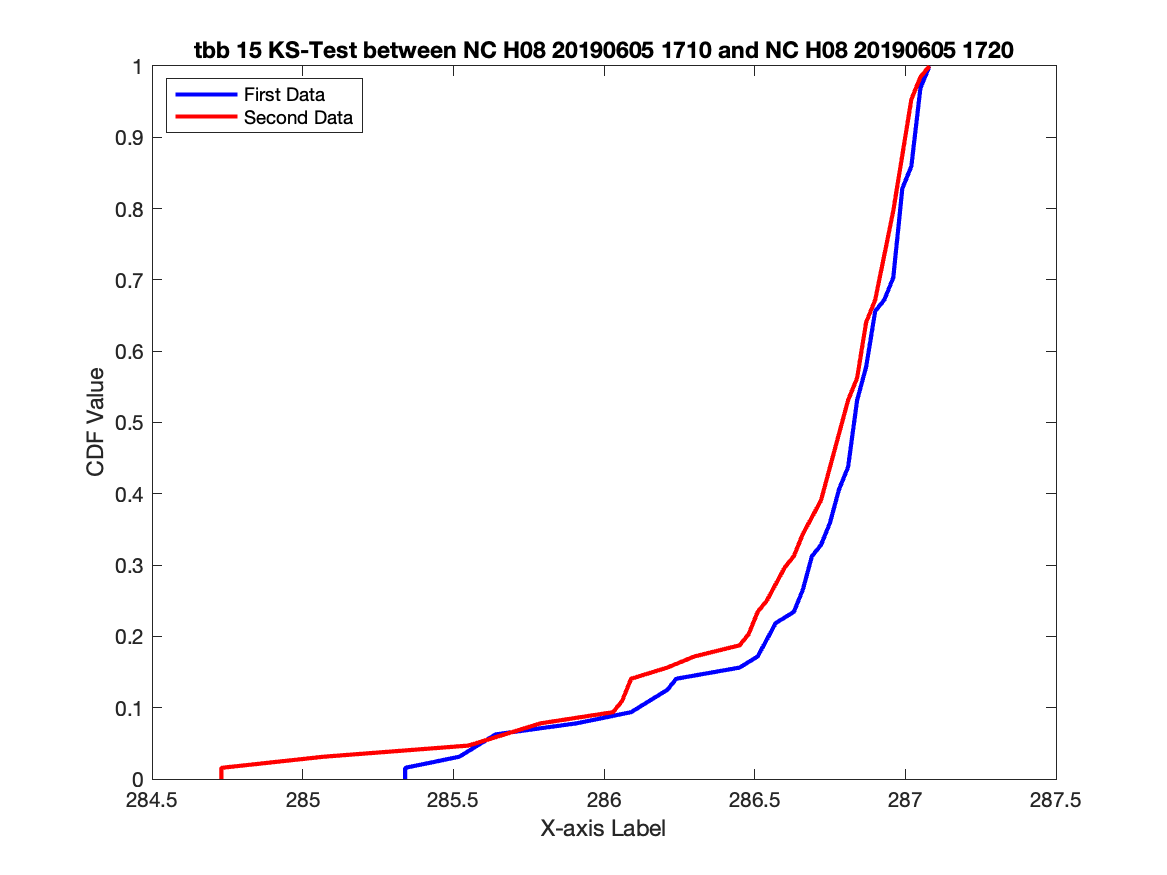 tbb 15 KS-Test between NC H08 20190605 1710 and NC H08 20190605 1720
First Data
Second Data
1
0.9
0.8
0.7
0.6
0.5
0.4
0.3
0.2
0.1
0
CDF Value
284.5 285 285.5 286 286.5 287 287.5
X-axis Label